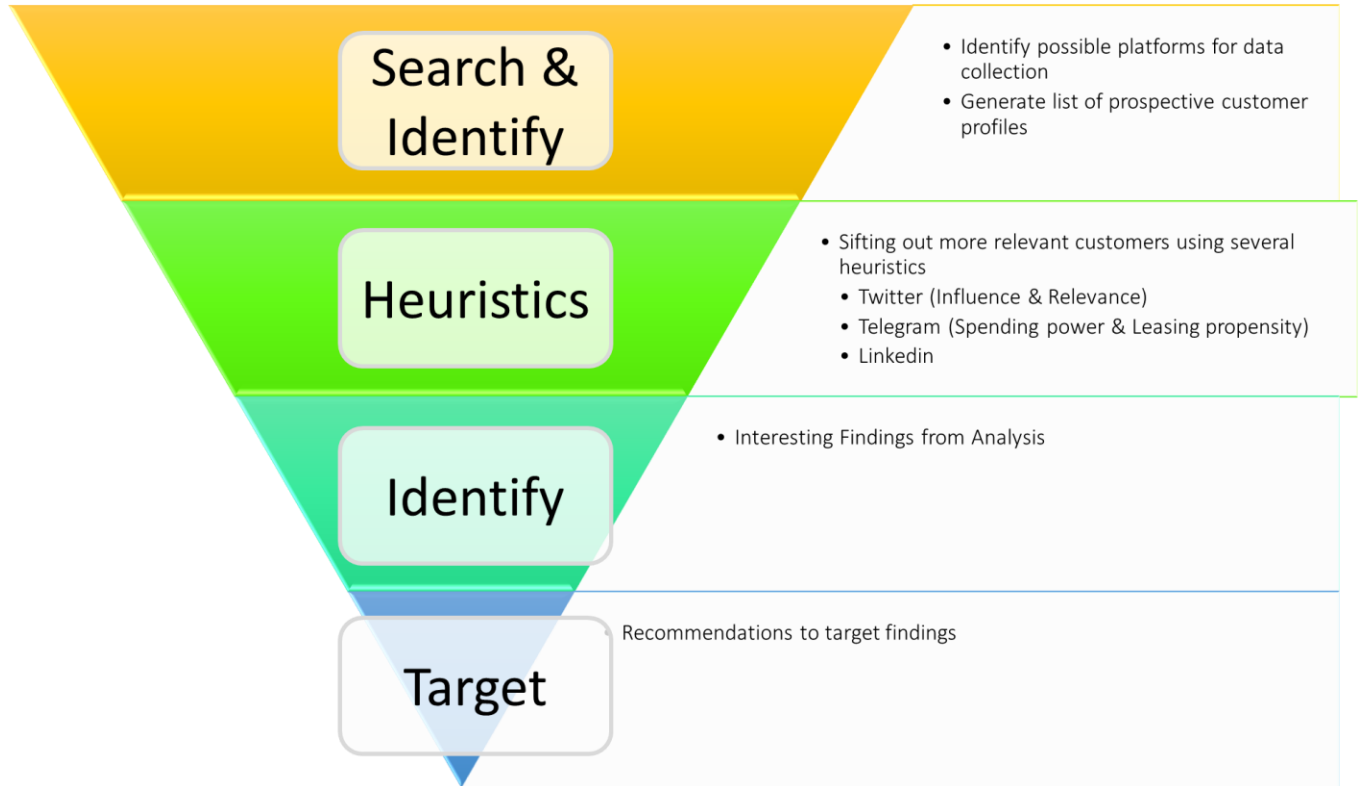 Search &
Identify
• Identify possible platforms for data
collection
• Generate list of prospective customer
profiles
Heuristics
• Sifting out more relevant customers using several
heuristics
• Twitter (Influence & Relevance)
• Telegram (Spending power & Leasing propensity)
• Linkedin
Identify
• Interesting Findings from Analysis
Target
• Recommendations to target findings